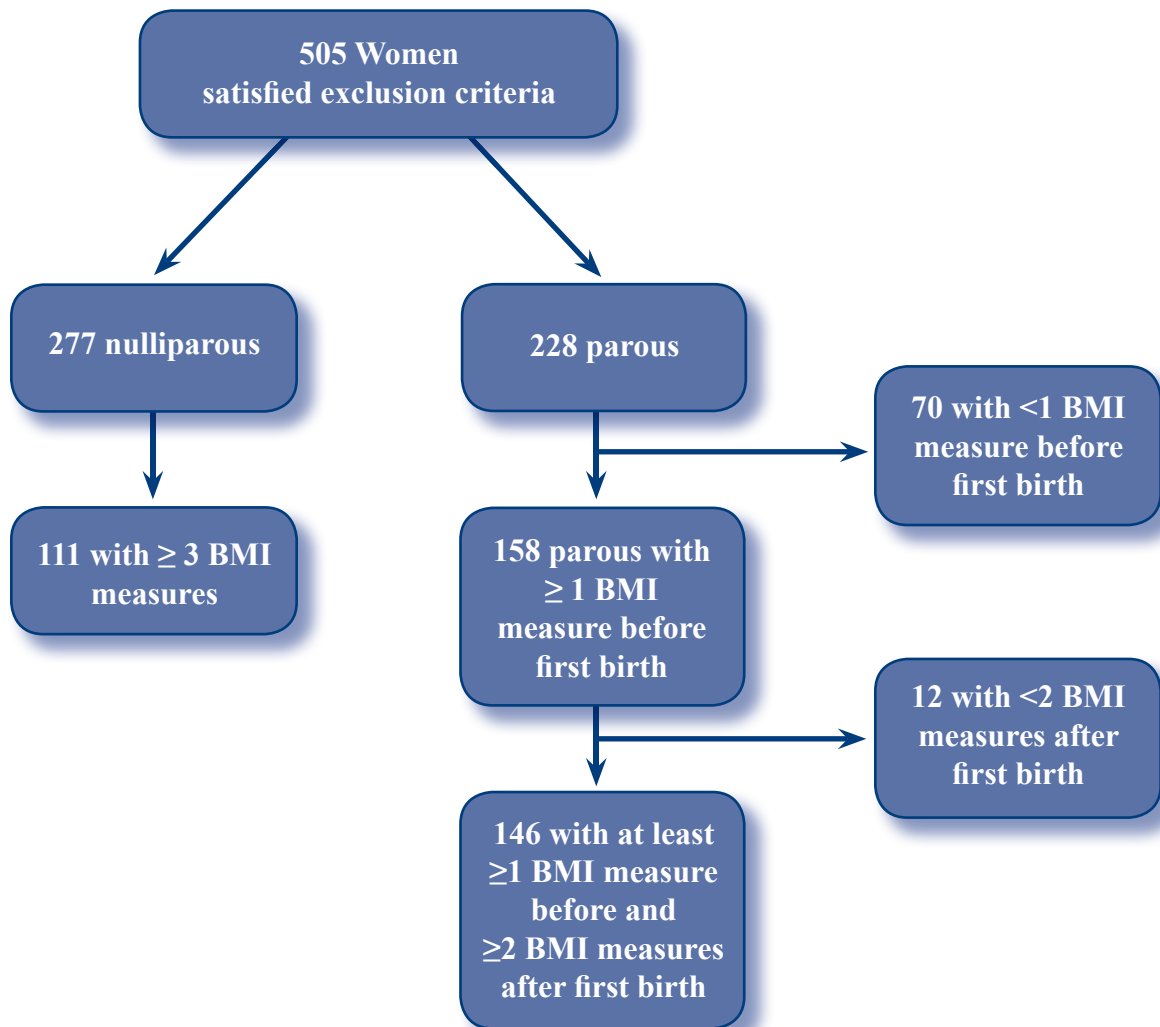 505 Women
satisfied exclusion criteria
277 nulliparous
228 parous
70 with <1 BMI
measure before
first birth
111 with ≥ 3 BMI
measures
158 parous with
≥ 1 BMI
measure before
first birth
12 with <2 BMI
measures after
first birth
146 with at least
≥1 BMI measure
before and
≥2 BMI measures
after first birth